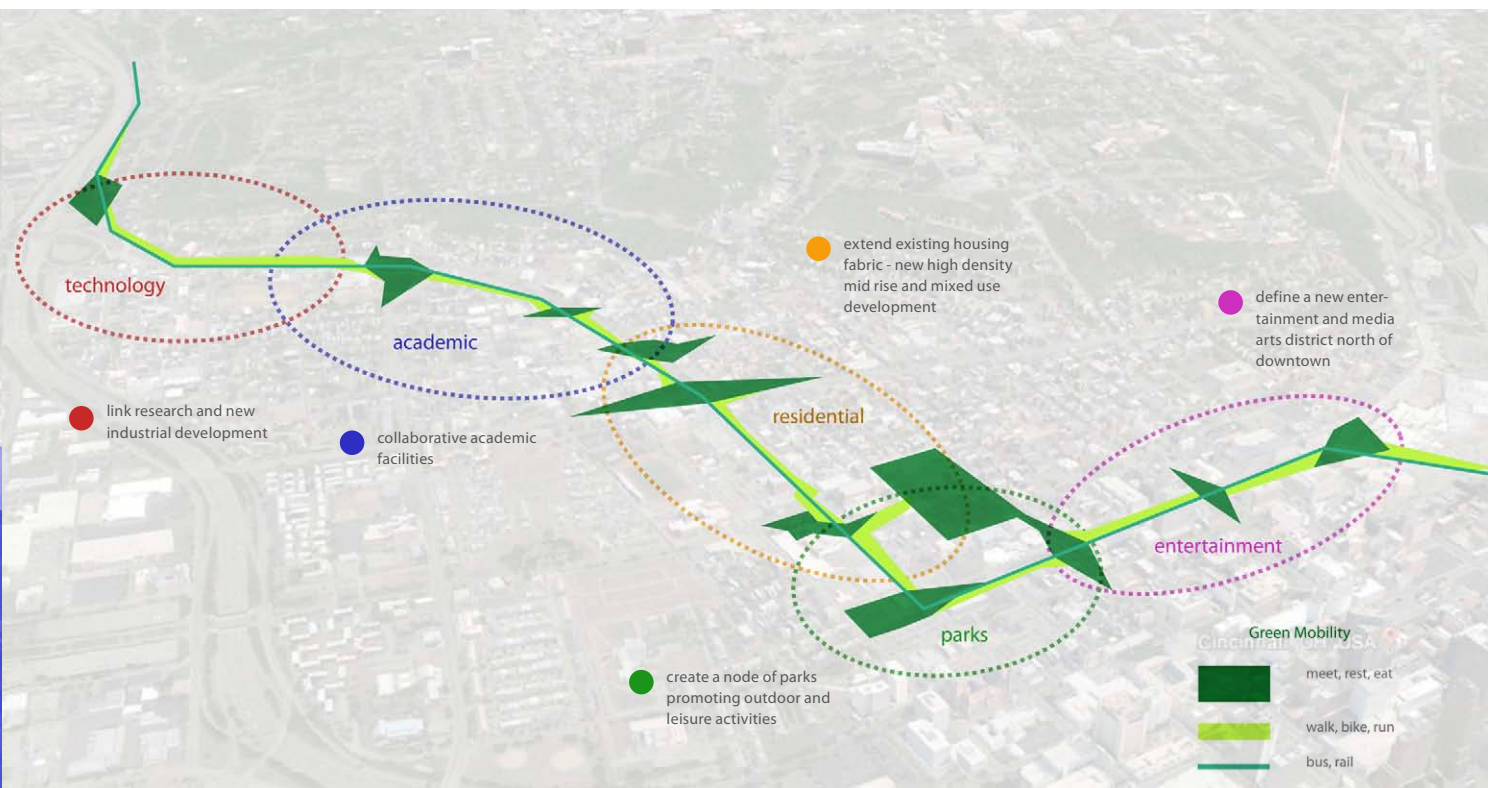 technology
academic
extend existing housing
fabric - new high density
mid rise and mixed use
development
define a new enter-
tainment and media
arts district north of
downtown
link research and new
industrial development
collaborative academic
facilities
residential
entertainment
parks
create a node of parks
promoting outdoor and
leisure activities
Green Mobility
Cincinnati, OH, USA
meet, rest, eat
walk, bike, run
bus, rail